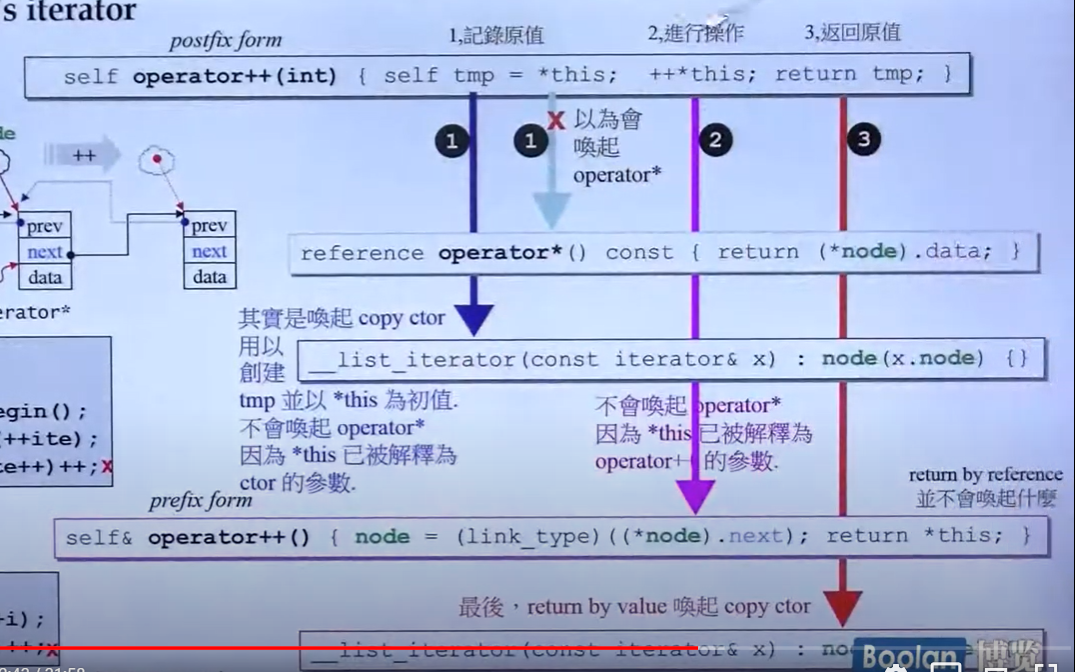 's iterator
postfix form
1,記錄原值
2,進行操作
3,返回原值
self operator++(int) { self tmp = *this; ++*this; return tmp; }
1
1
X 以為會
喚起
operator*
2
3
++
prev
next
data
prev
next
data
reference operator*() const { return (*node).data; }
其實是喚起 copy ctor
用以
創建
tmp 並以 *this 為初值.
不會喚起 operator*
因為 *this 已被解釋為
ctor 的參數.
__list_iterator(const iterator& x) : node(x.node) {}
不會喚起 operator*
因為 *this 已被解釋為
operator++ 的參數.
egin();
(++ite);
te++)++;X
return by reference
並不會喚起什麼
prefix form
self& operator++() { node = (link_type)((*node).next); return *this; }
+i);
最後，return by value 喚起 copy ctor
__list_iterator(const iterator& x) : no
Boolan 博览